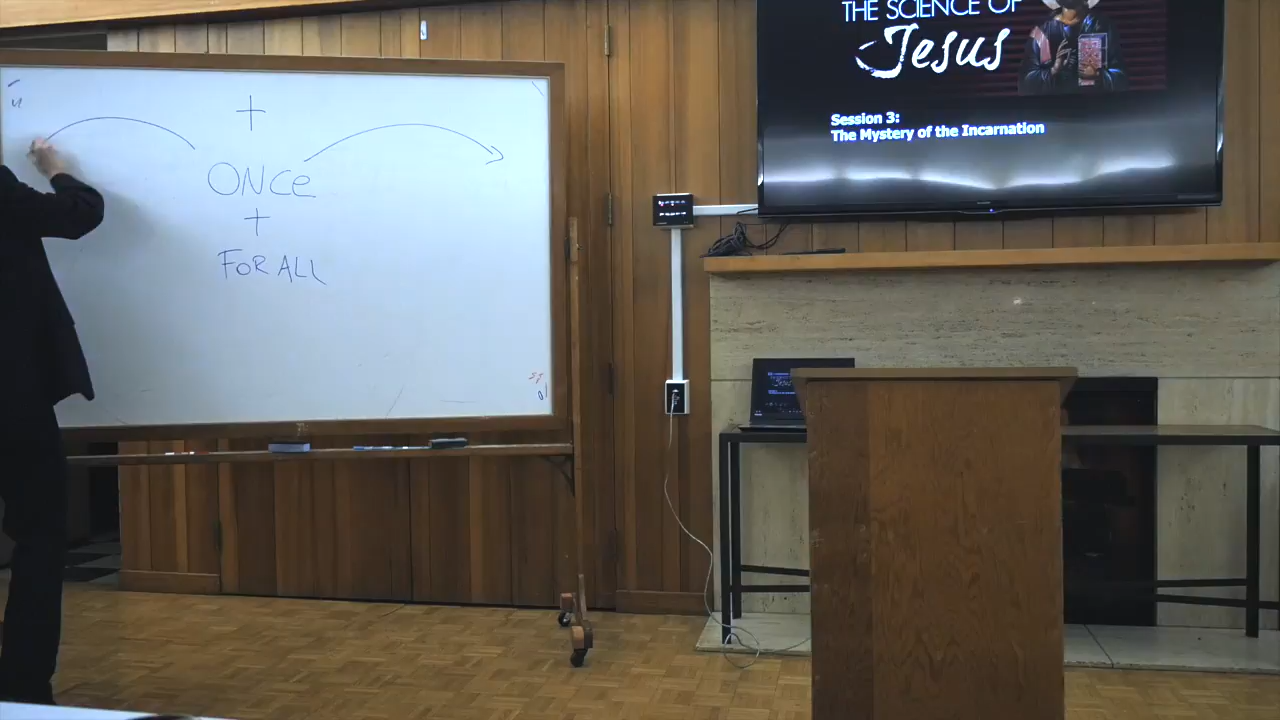 +
ONCe
+
FOR ALL
THE SCIENCE OF
Jesus
Session 3:
The Mystery of the Incarnation